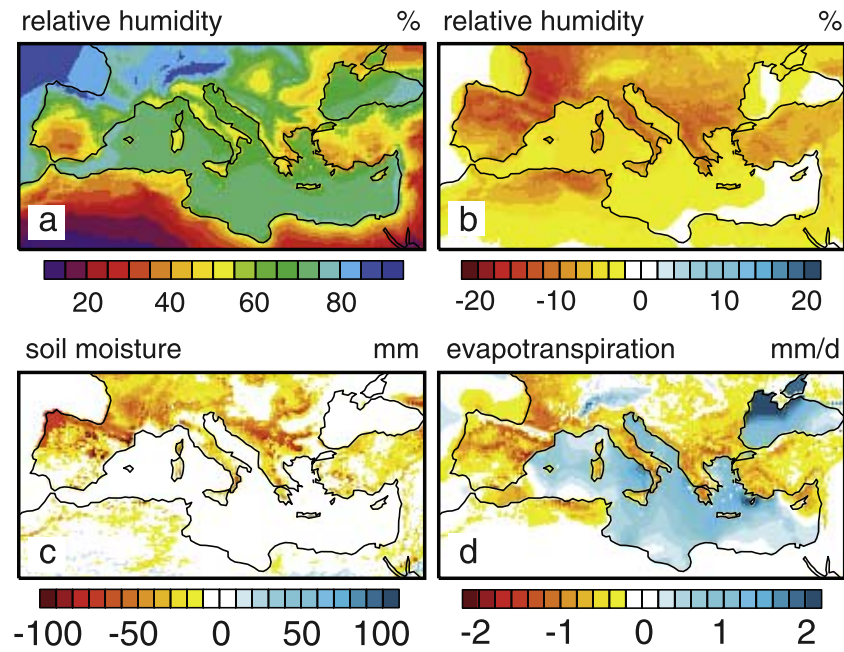 relative humidity %
relative humidity %
a
b
20 40 60 80
-20 -10 0 10 20
soil moisture mm
evapotranspiration mm/d
c
d
-100 -50 0 50 100
-2 -1 0 1 2